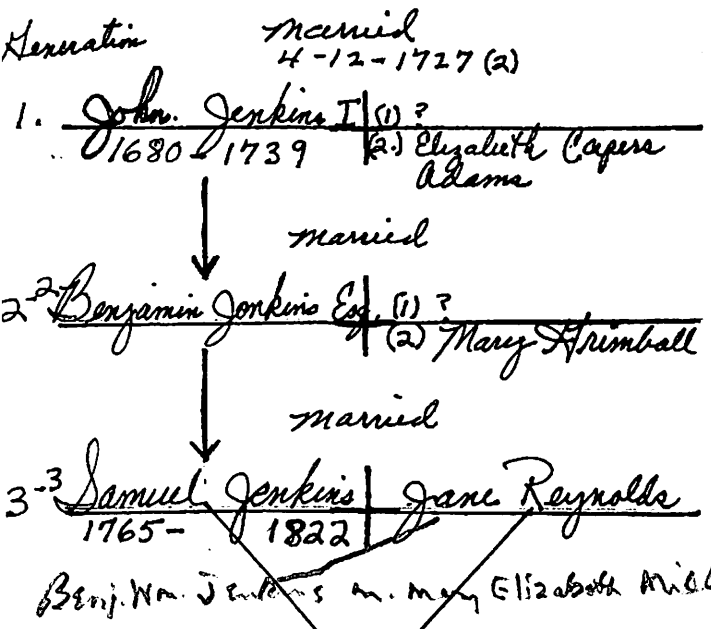 Generation
married
4-12-1727 (2)
1. John. Jenkins I (1) ?
1680 - 1739 (2.) Elizabeth Capers
Adams
married
2-2 Benjamin Jenkins Esq. (1) ?
(2) Mary Grimball
married
3-3 Samuel Jenkins Jane Reynolds
1765- 1822
Benj. Wm. Jenkins m. Mary Elizabeth